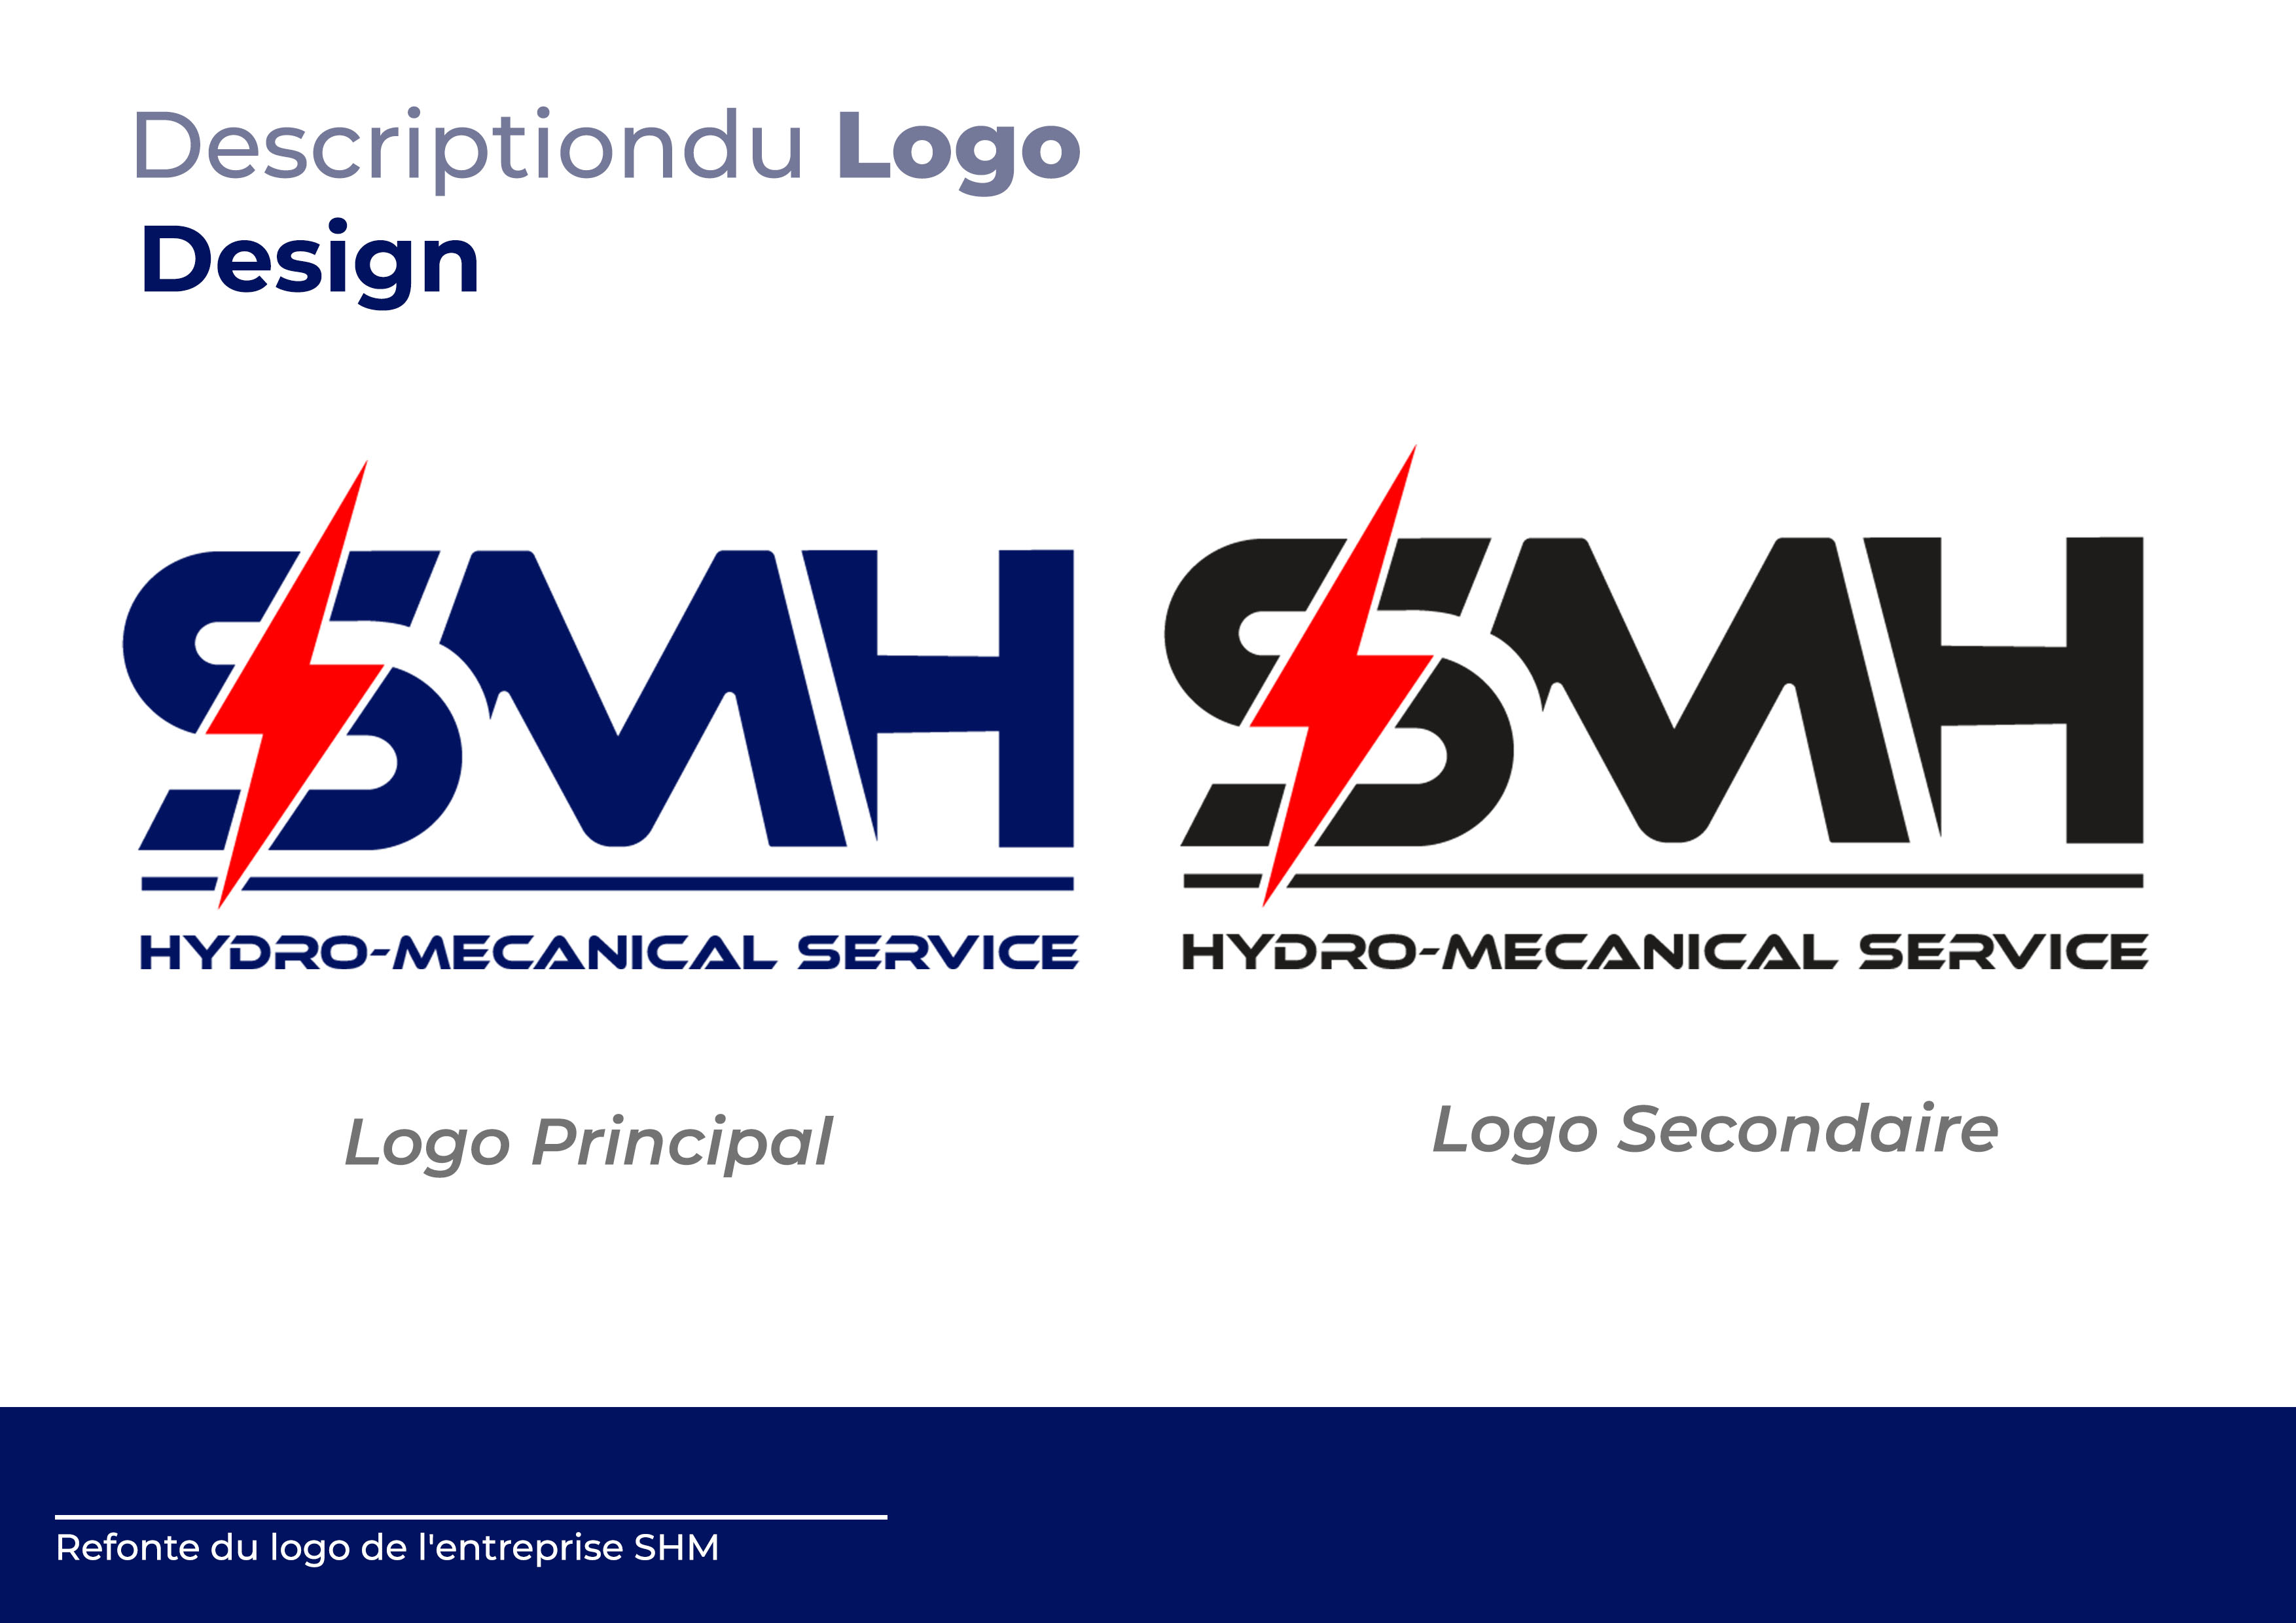 Descriptiondu Logo
Design
SMH
HYDRO-MECANICAL SERVICE
Logo Principal
SMH
HYDRO-MECANICAL SERVICE
Logo Secondaire
Refonte du logo de l'entreprise SHM